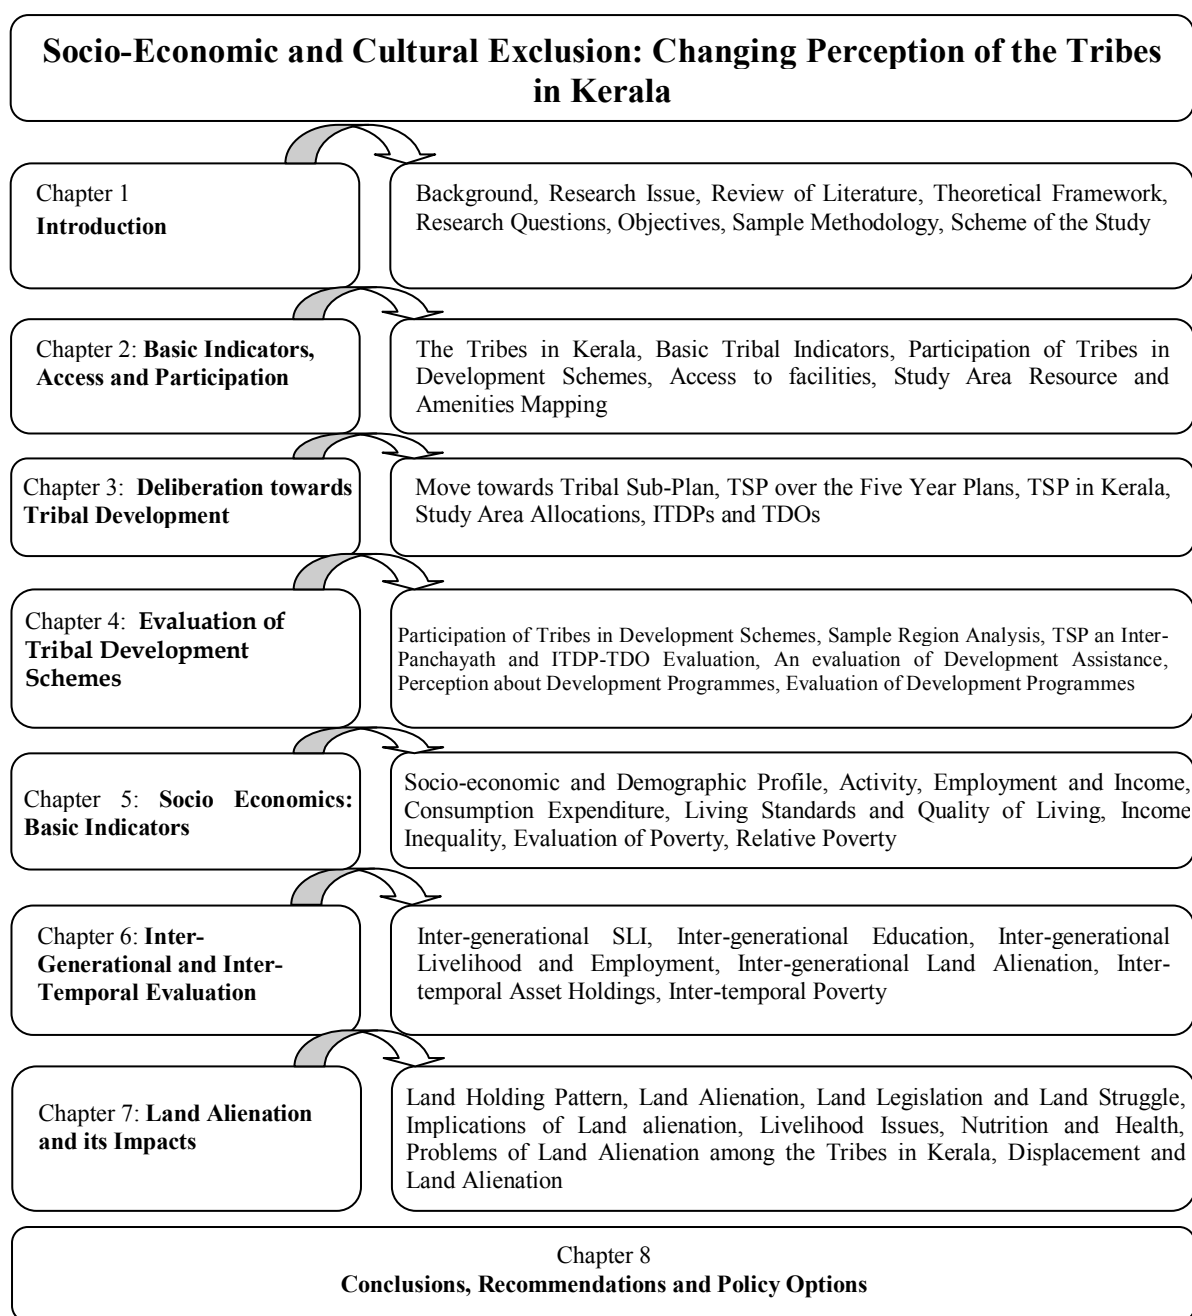 Socio-Economic and Cultural Exclusion: Changing Perception of the Tribes
in Kerala
Chapter 1
Introduction
Background, Research Issue, Review of Literature, Theoretical Framework,
Research Questions, Objectives, Sample Methodology, Scheme of the Study
Chapter 2: Basic Indicators,
Access and Participation
The Tribes in Kerala, Basic Tribal Indicators, Participation of Tribes in
Development Schemes, Access to facilities, Study Area Resource and
Amenities Mapping
Chapter 3: Deliberation towards
Tribal Development
Move towards Tribal Sub-Plan, TSP over the Five Year Plans, TSP in Kerala,
Study Area Allocations, ITDPs and TDOs
Chapter 4: Evaluation of
Tribal Development
Schemes
Participation of Tribes in Development Schemes, Sample Region Analysis, TSP an Inter-
Panchayath and ITDP-TDO Evaluation, An evaluation of Development Assistance,
Perception about Development Programmes, Evaluation of Development Programmes
Chapter 5: Socio Economics:
Basic Indicators
Socio-economic and Demographic Profile, Activity, Employment and Income,
Consumption Expenditure, Living Standards and Quality of Living, Income
Inequality, Evaluation of Poverty, Relative Poverty
Chapter 6: Inter-
Generational and Inter-
Temporal Evaluation
Inter-generational SLI, Inter-generational Education, Inter-generational
Livelihood and Employment, Inter-generational Land Alienation, Inter-
temporal Asset Holdings, Inter-temporal Poverty
Chapter 7: Land Alienation
and its Impacts
Land Holding Pattern, Land Alienation, Land Legislation and Land Struggle,
Implications of Land alienation, Livelihood Issues, Nutrition and Health,
Problems of Land Alienation among the Tribes in Kerala, Displacement and
Land Alienation
Chapter 8
Conclusions, Recommendations and Policy Options